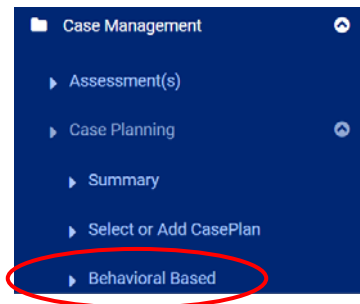 Case Management
Assessment(s)
Case Planning
Summary
Select or Add CasePlan
Behavioral Based